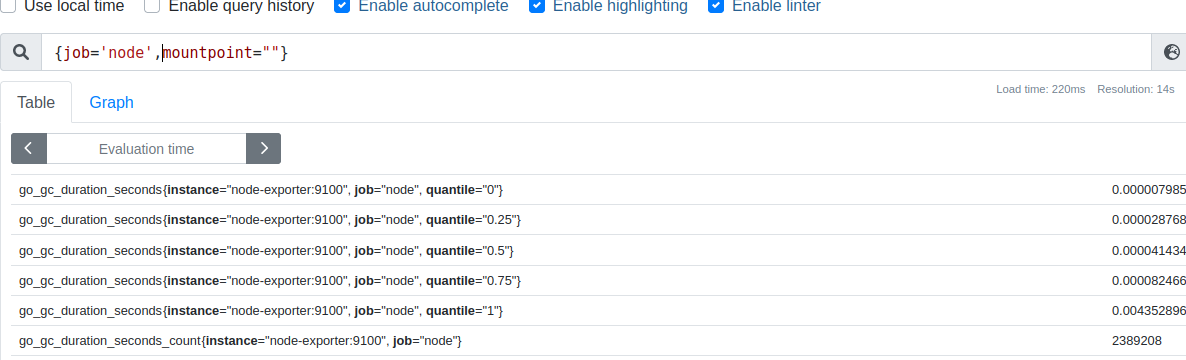 Use local time Enable query history Enable autocomplete Enable highlighting Enable linter
{job='node',mountpoint=""}
Table Graph Load time: 220ms Resolution: 14s
Evaluation time
go_gc_duration_seconds{instance="node-exporter:9100", job="node", quantile="0"} 0.000007985
go_gc_duration_seconds{instance="node-exporter:9100", job="node", quantile="0.25"} 0.000028768
go_gc_duration_seconds{instance="node-exporter:9100", job="node", quantile="0.5"} 0.000041434
go_gc_duration_seconds{instance="node-exporter:9100", job="node", quantile="0.75"} 0.000082466
go_gc_duration_seconds{instance="node-exporter:9100", job="node", quantile="1"} 0.004352896
go_gc_duration_seconds_count{instance="node-exporter:9100", job="node"} 2389208